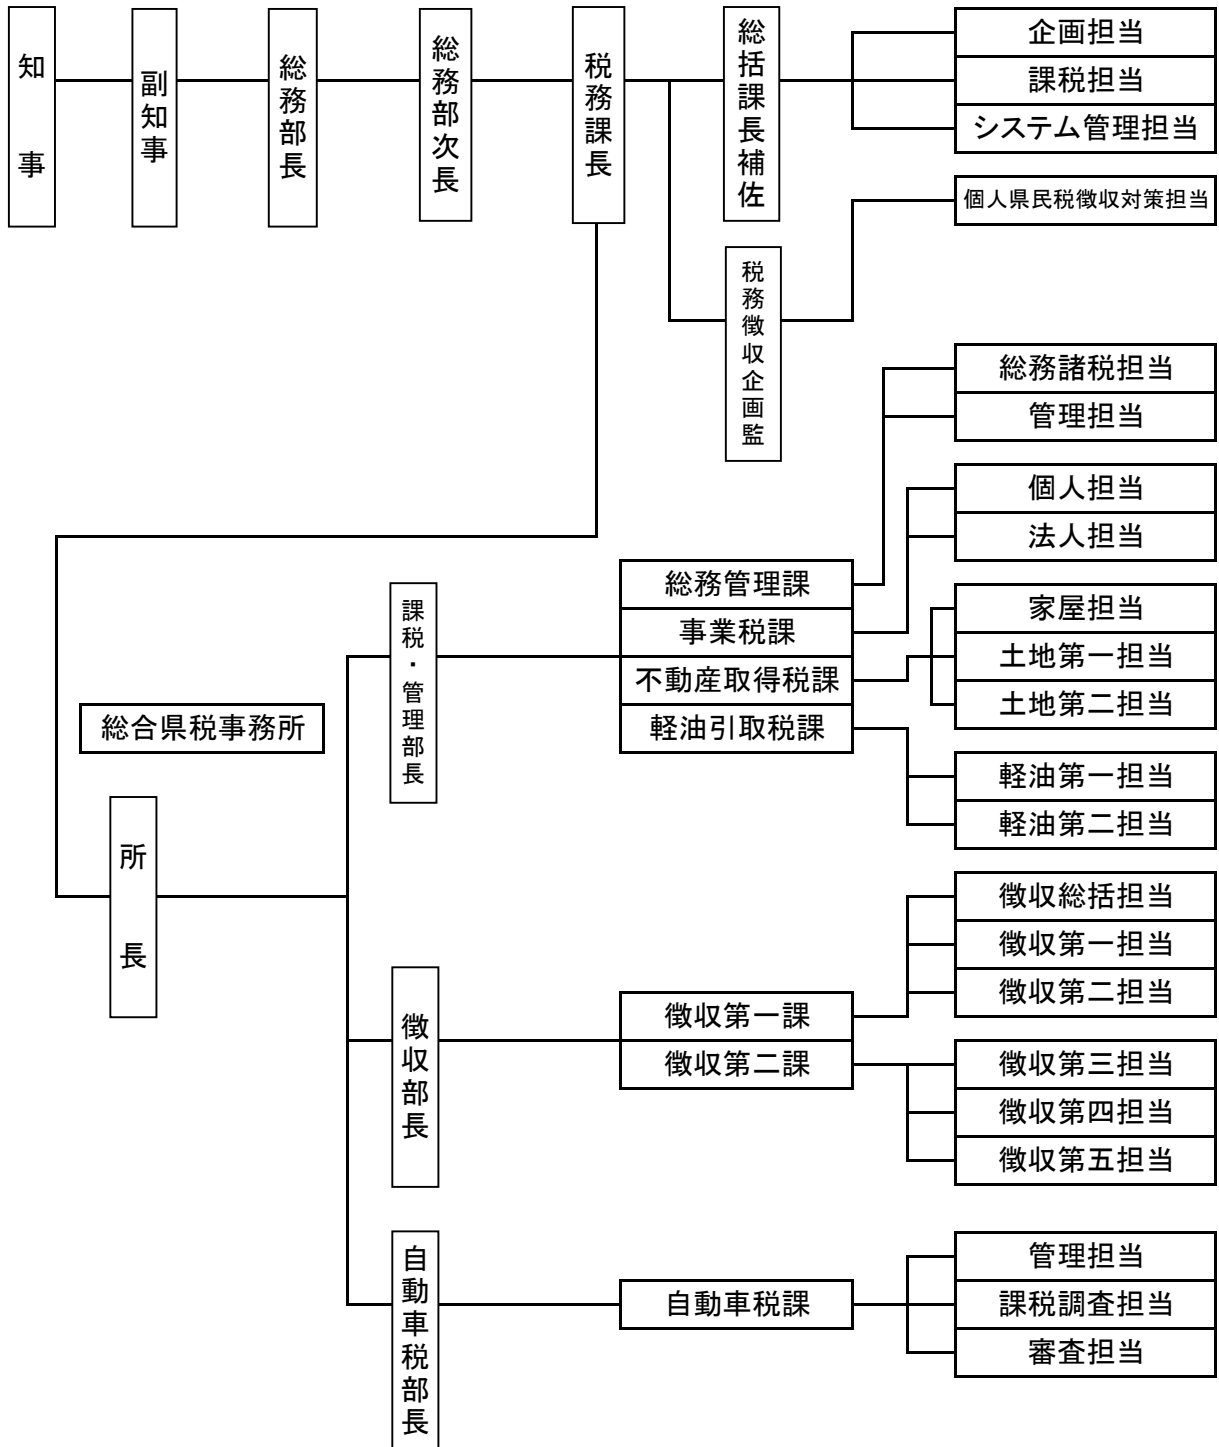 知事
副知事
総務部長
総務部次長
税務課長
総括課長補佐
企画担当
課税担当
システム管理担当
税務徴収企画監
個人県民税徴収対策担当
総合県税事務所
所長
課税・管理部長
総務管理課
事業税課
不動産取得税課
軽油引取税課
総務諸税担当
管理担当
個人担当
法人担当
家屋担当
土地第一担当
土地第二担当
軽油第一担当
軽油第二担当
徴収部長
徴収第一課
徴収第二課
徴収総括担当
徴収第一担当
徴収第二担当
徴収第三担当
徴収第四担当
徴収第五担当
自動車税部長
自動車税課
管理担当
課税調査担当
審査担当